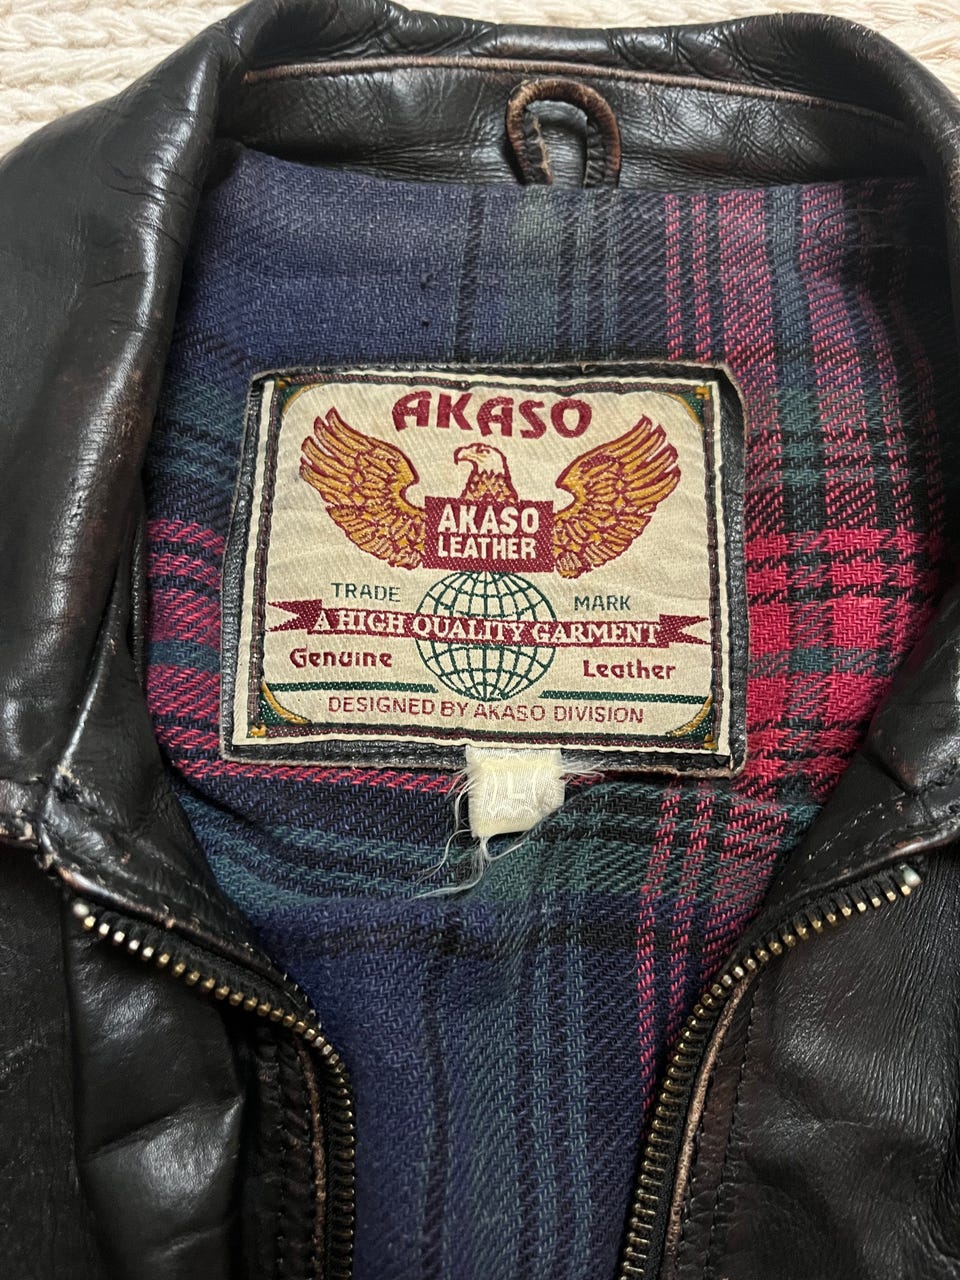 AKASO
AKASO
LEATHER
TRADE MARK
A HIGH QUALITY GARMENT
Genuine Leather
DESIGNED BY AKASO DIVISION
L